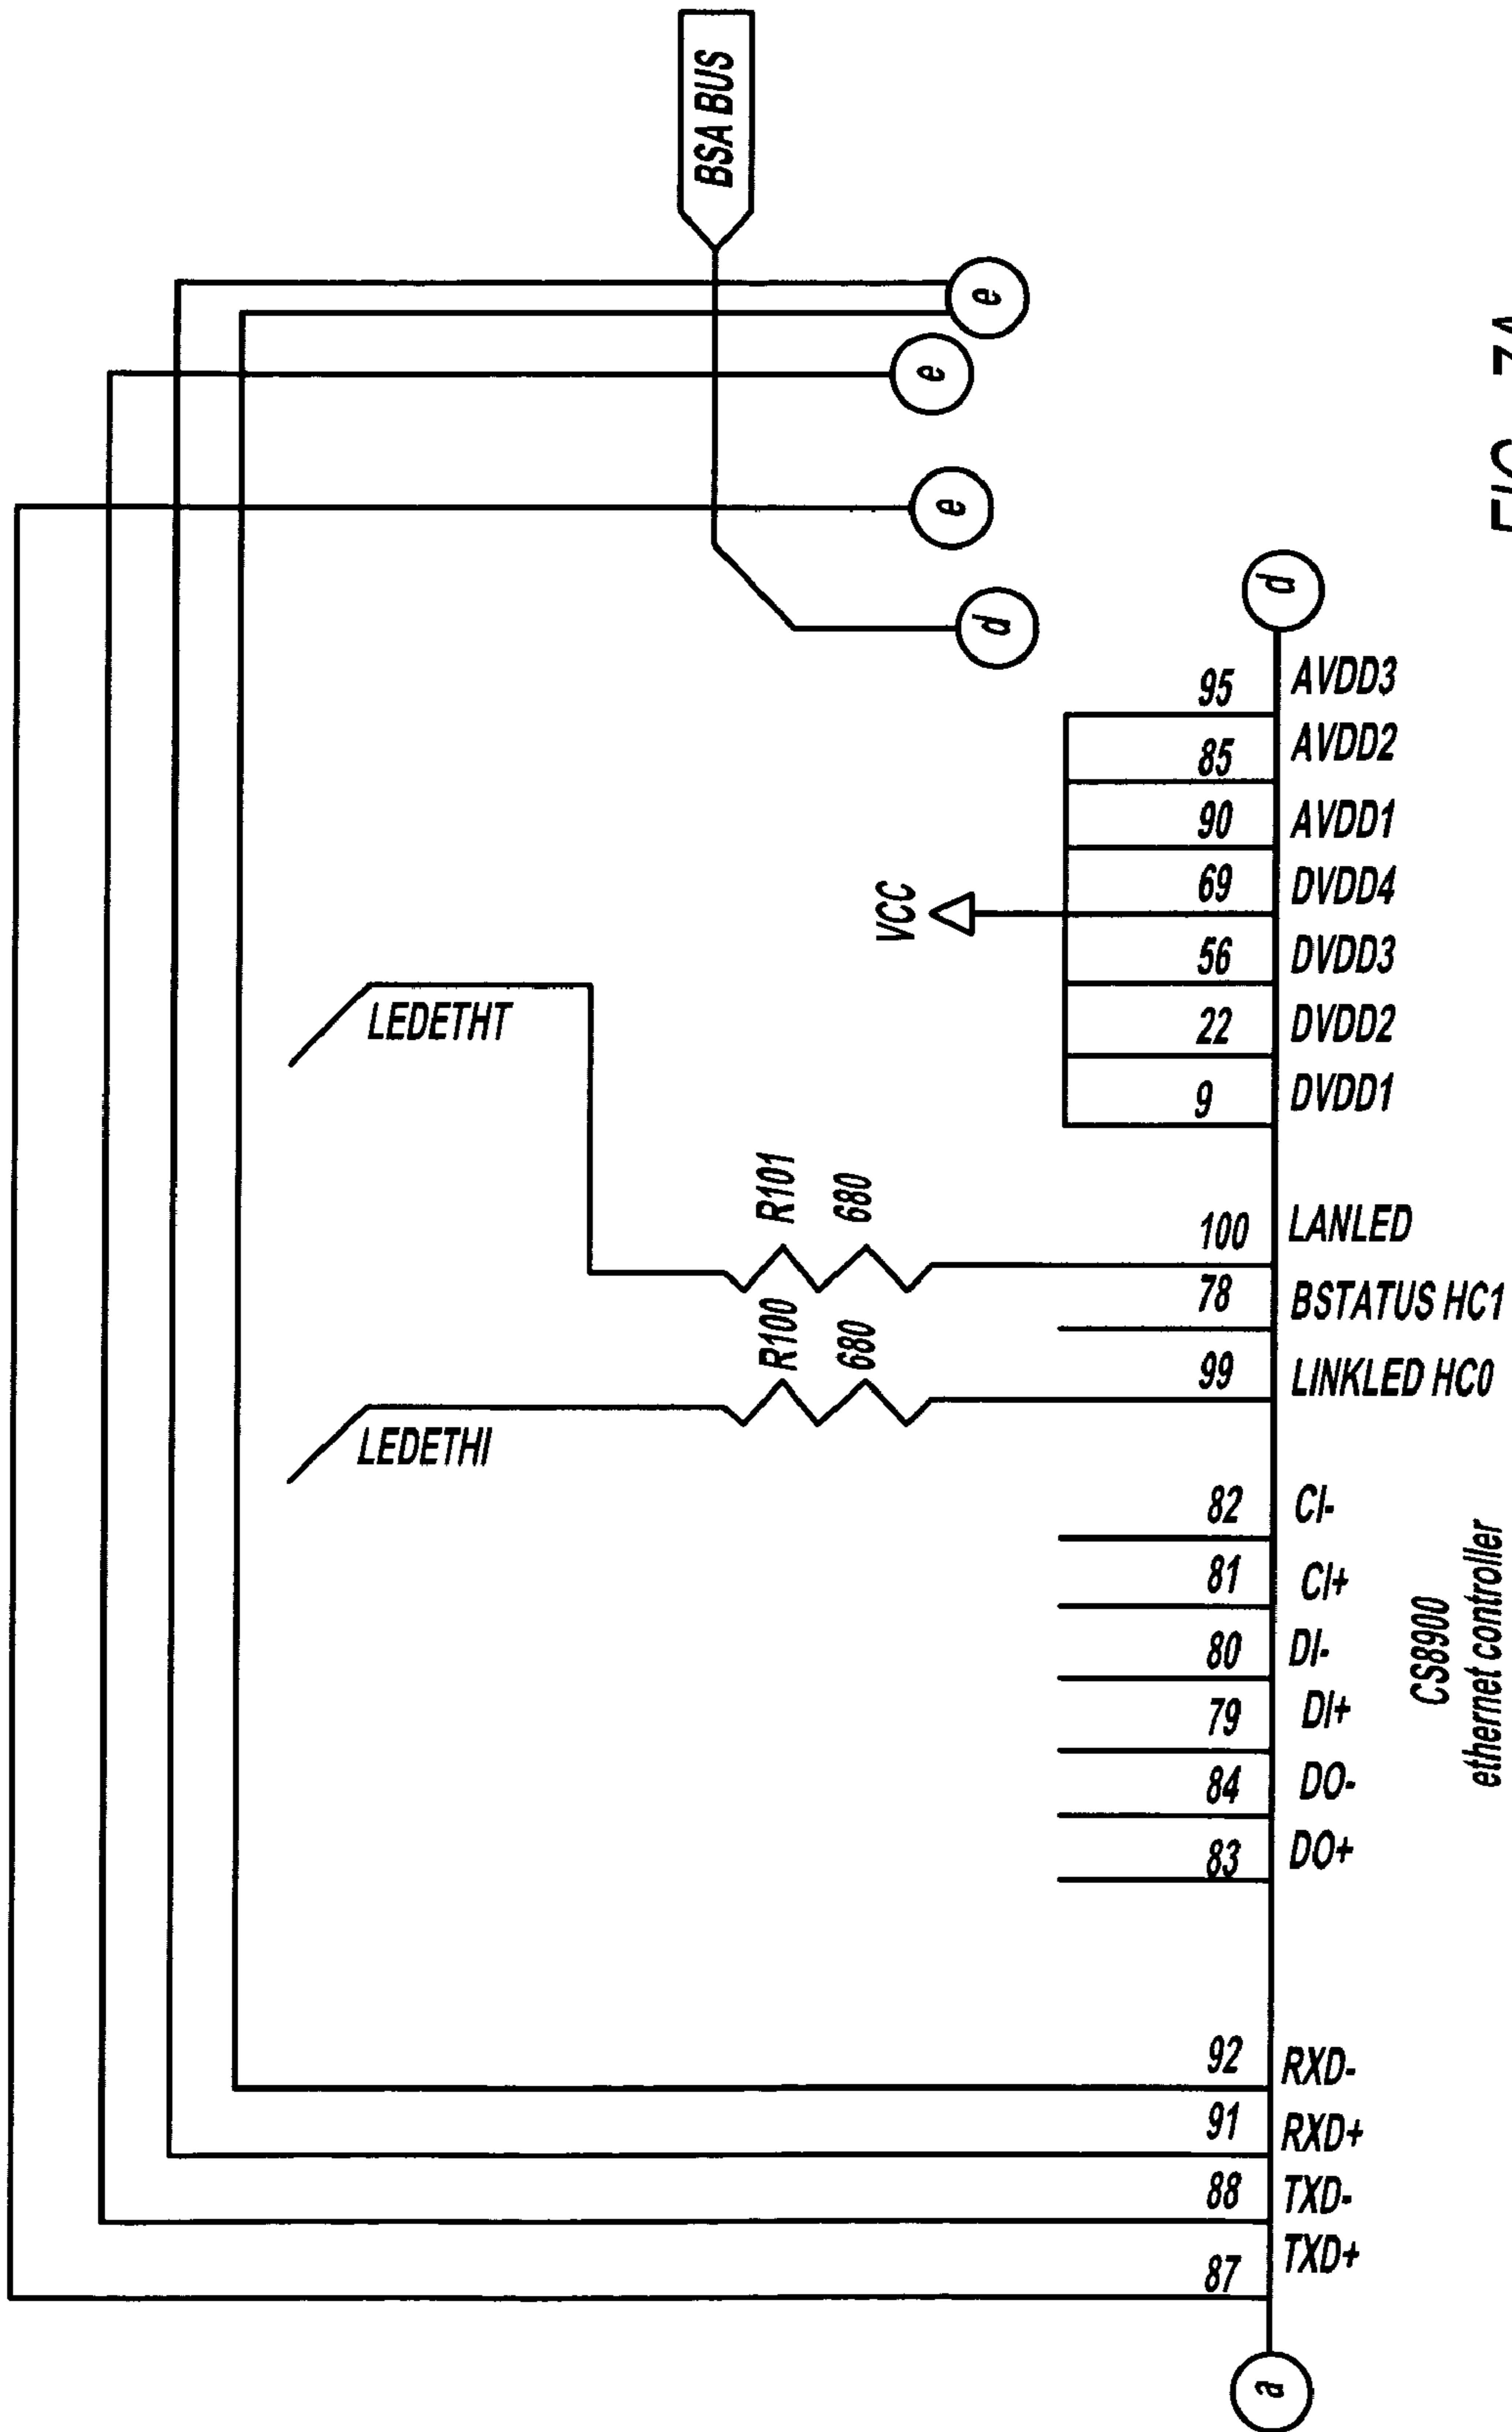 BSA BUS
e
e
e
d
d
LEDETHT
LEDETHI
VCC
R101
680
R100
680
95 AVDD3
85 AVDD2
90 AVDD1
69 DVDD4
56 DVDD3
22 DVDD2
9 DVDD1
100 LANLED
78 BSTATUS HC1
99 LINKLED HC0
82 CI-
81 CI+
80 DI-
79 DI+
84 DO-
83 DO+
92 RXD-
91 RXD+
88 TXD-
87 TXD+
a
CS8900
ethernet controller